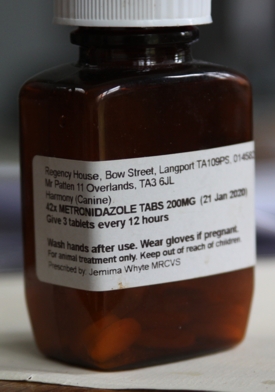 Regency House, Bow Street, Langport TA109PS. 01458
Mr Patten 11 Overlands, TA3 6JL
Harmony (Canine)
42x METRONIDAZOLE TABS 200MG (21 Jan 2020)
Give 3 tablets every 12 hours
Wash hands after use. Wear gloves if pregnant.
For animal treatment only. Keep out of reach of children.
Prescribed by Jemima Whyte MRCVS